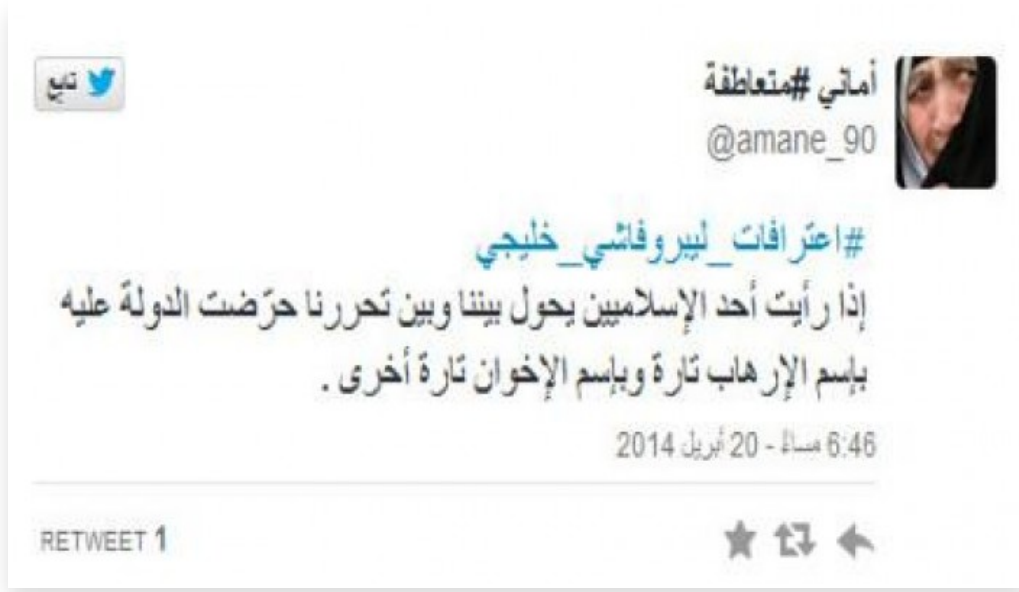 أماني #متعاطفة
@amane_90
تابع
#اعترافات_ليبروفاشي_خليجي
إذا رأيت أحد الإسلاميين يحول بيننا وبين تحررنا حرّضت الدولة عليه
بإسم الإرهاب تارة وبإسم الإخوان تارة أخرى .
6:46 مساءً - 20 أبريل 2014
RETWEET 1